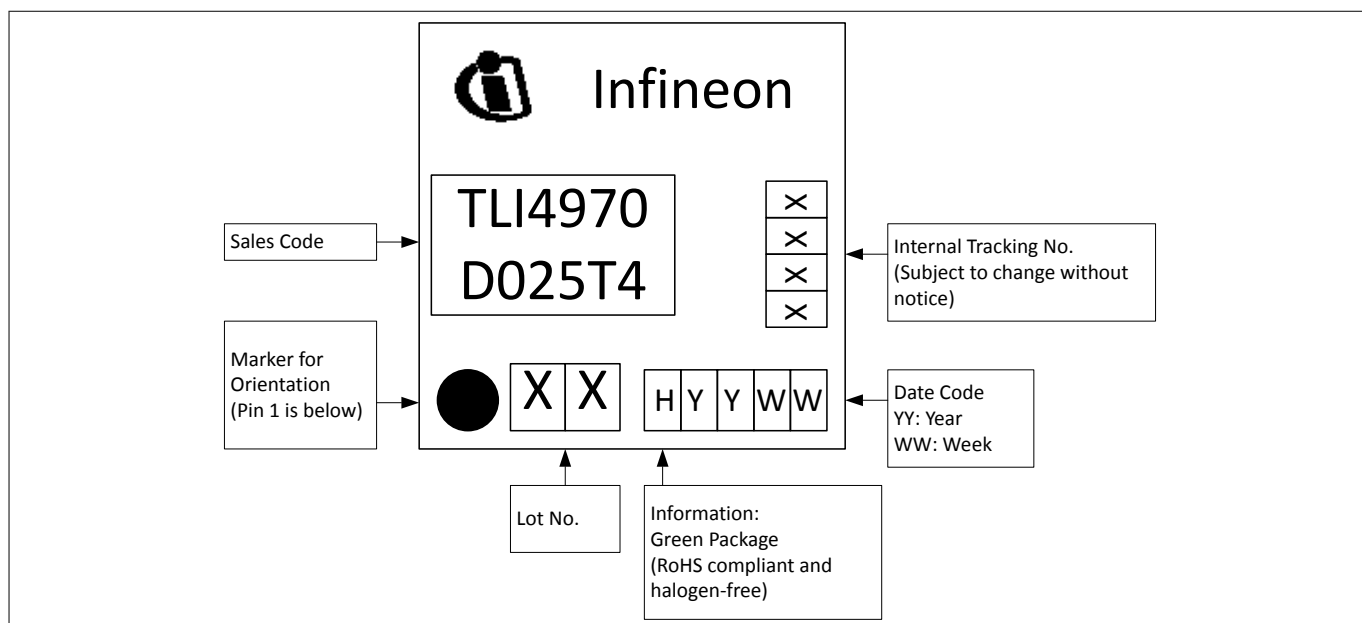 Infineon
TLI4970
D025T4
X
X
X
X
Sales Code
Internal Tracking No.
(Subject to change without
notice)
Marker for
Orientation
(Pin 1 is below)
X X
H Y Y W W
Date Code
YY: Year
WW: Week
Lot No.
Information:
Green Package
(RoHS compliant and
halogen-free)